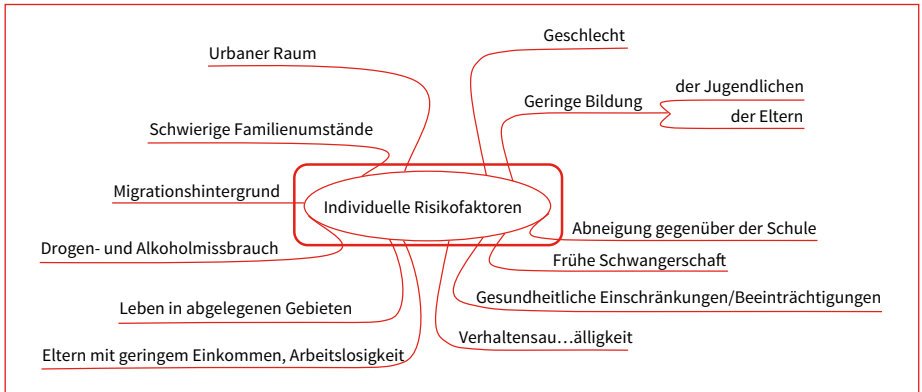 Geschlecht
Urbaner Raum
der Jugendlichen
Geringe Bildung
der Eltern
Schwierige Familienumstände
Migrationshintergrund
Individuelle Risikofaktoren
Abneigung gegenüber der Schule
Drogen- und Alkoholmissbrauch
Frühe Schwangerschaft
Gesundheitliche Einschränkungen/Beeinträchtigungen
Leben in abgelegenen Gebieten
Verhaltensau…älligkeit
Eltern mit geringem Einkommen, Arbeitslosigkeit